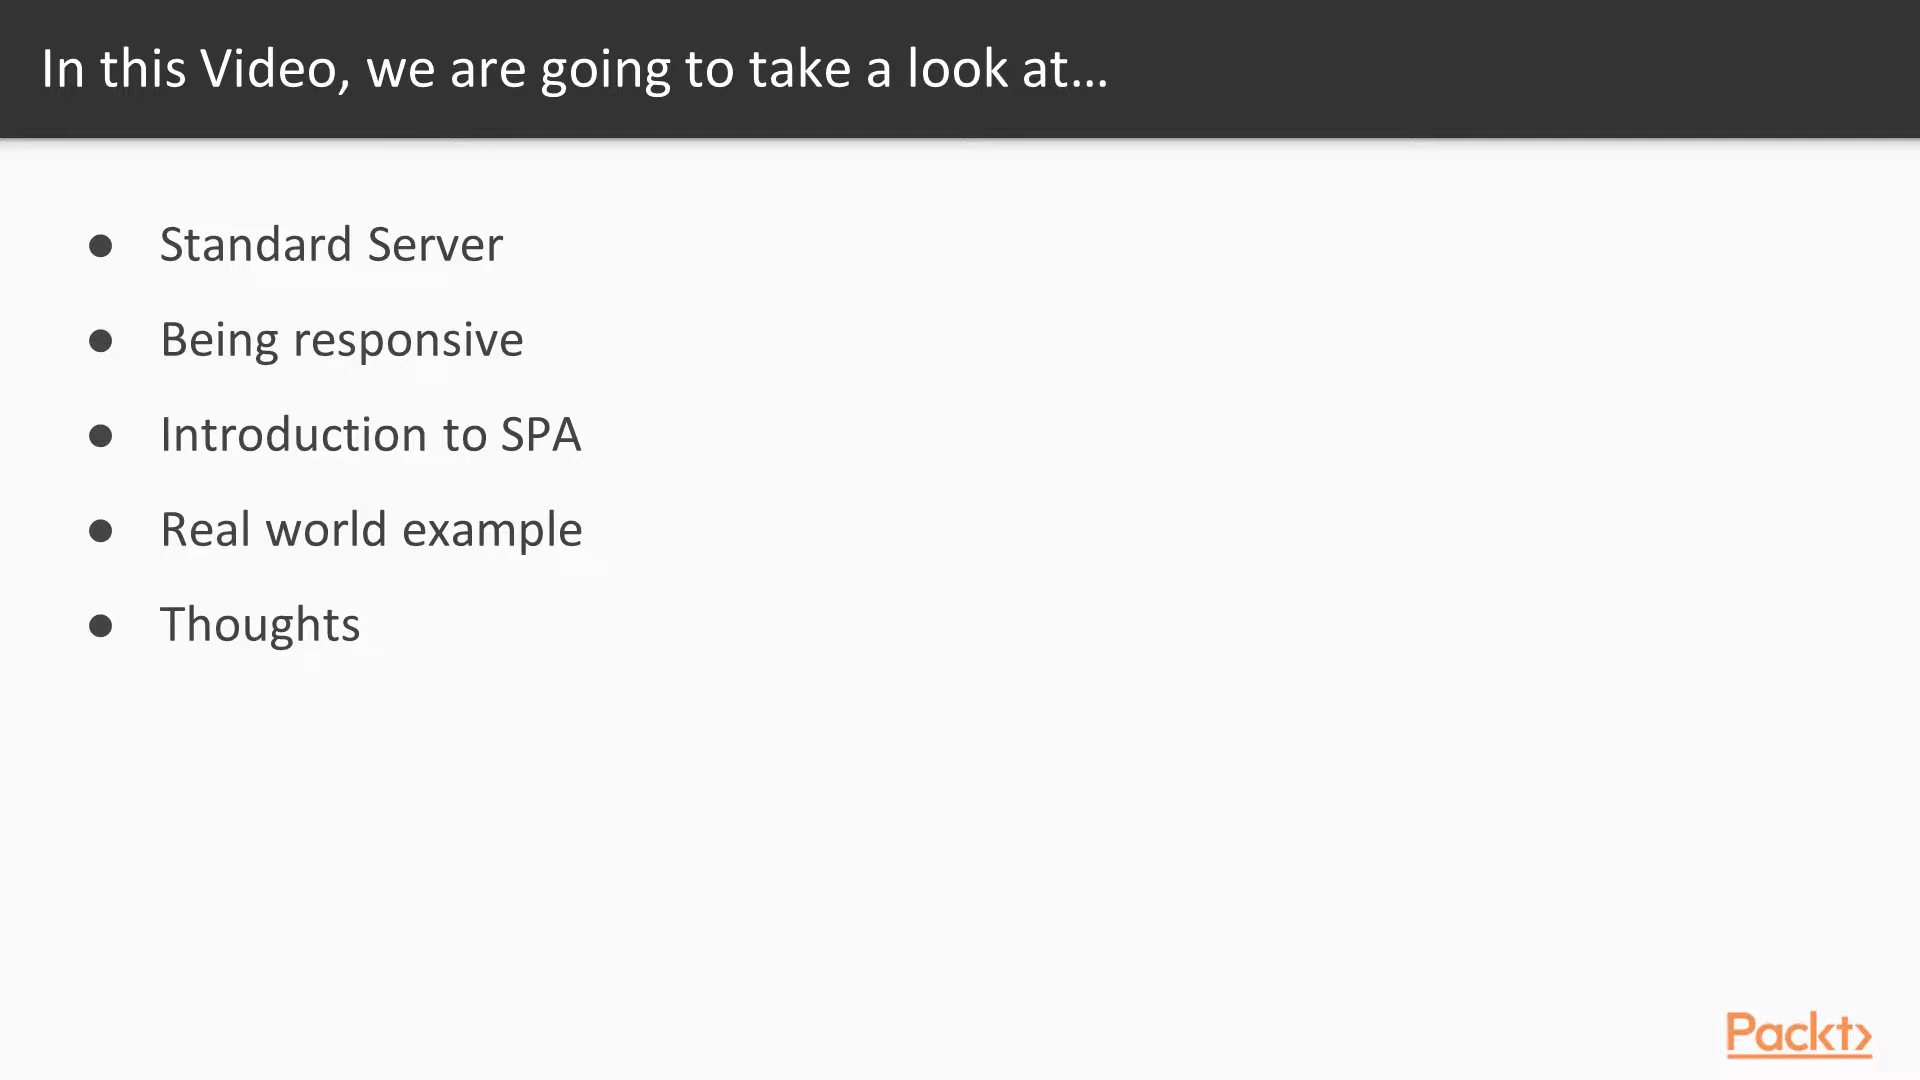 In this Video, we are going to take a look at...
● Standard Server
● Being responsive
● Introduction to SPA
● Real world example
● Thoughts
Packt>